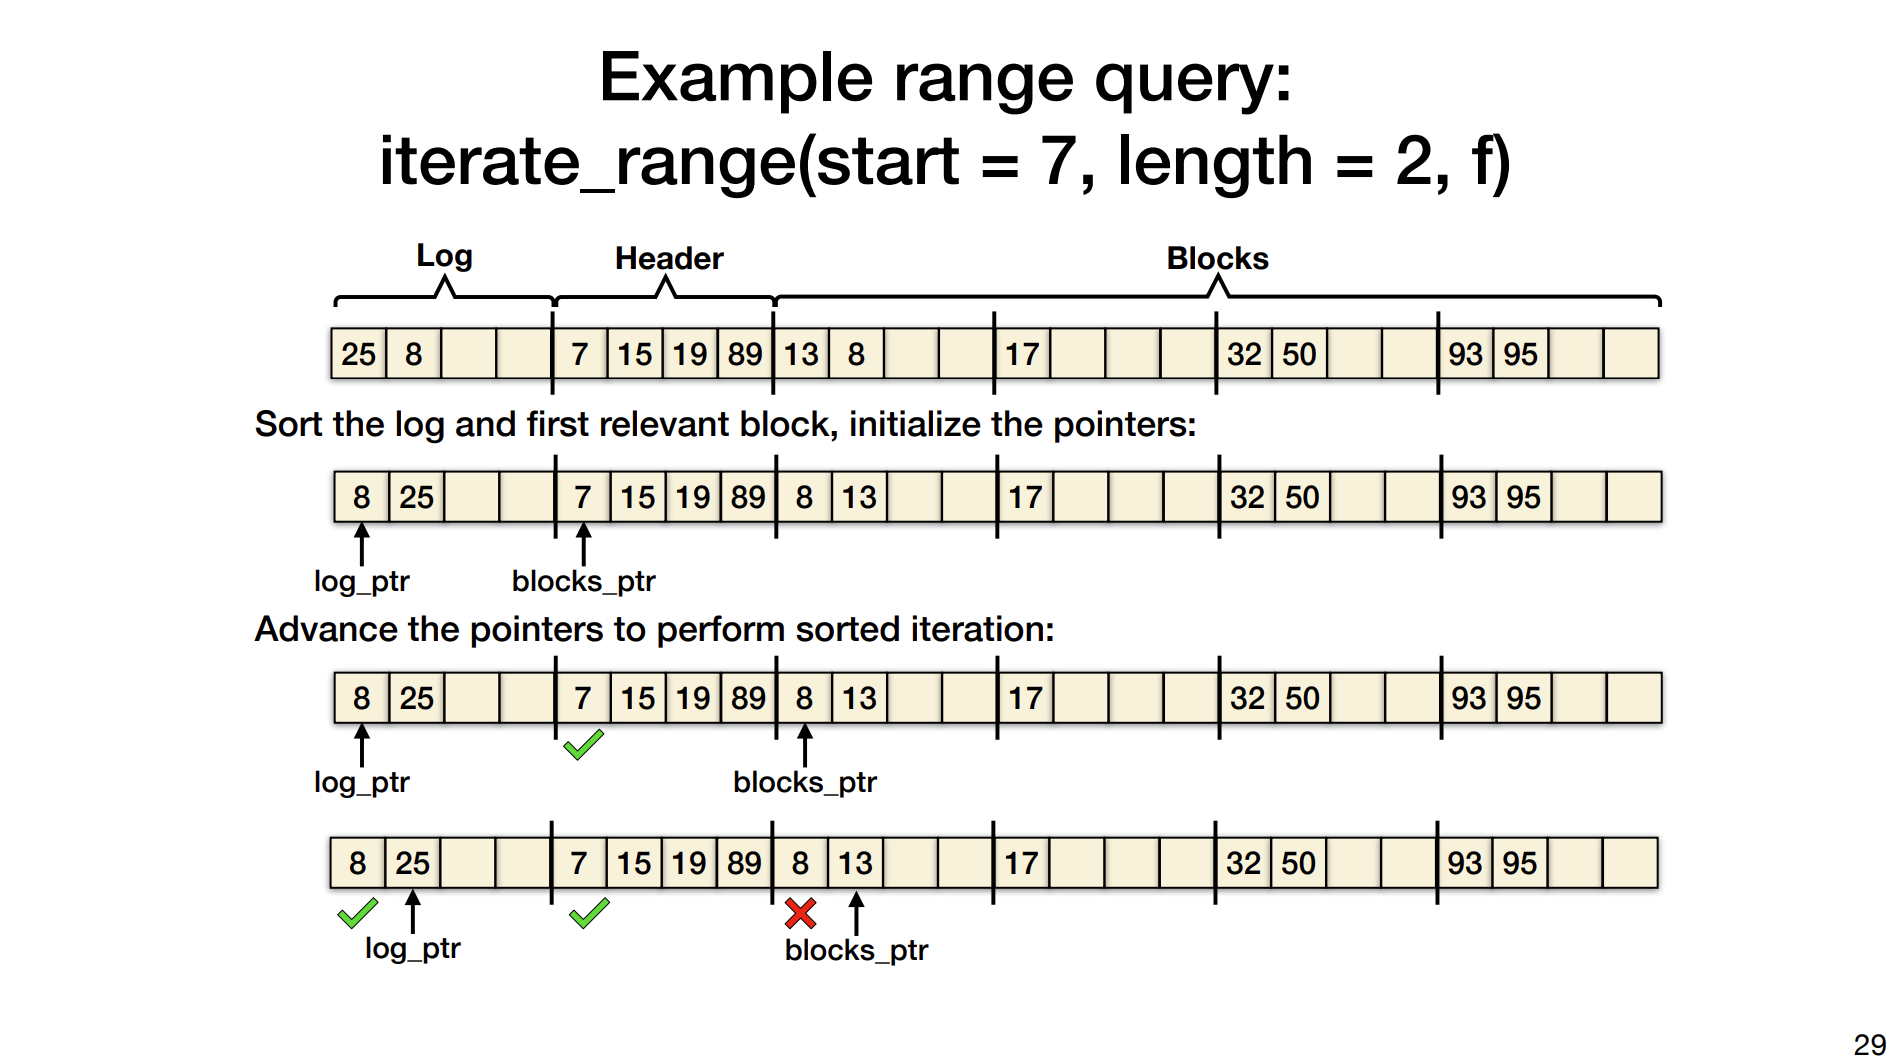 Example range query:
iterate_range(start = 7, length = 2, f)
Log Header Blocks
25 8 7 15 19 89 13 8 17 32 50 93 95
Sort the log and first relevant block, initialize the pointers:
8 25 7 15 19 89 8 13 17 32 50 93 95
log_ptr blocks_ptr
Advance the pointers to perform sorted iteration:
8 25 7 15 19 89 8 13 17 32 50 93 95
log_ptr blocks_ptr
8 25 7 15 19 89 8 13 17 32 50 93 95
log_ptr blocks_ptr
29